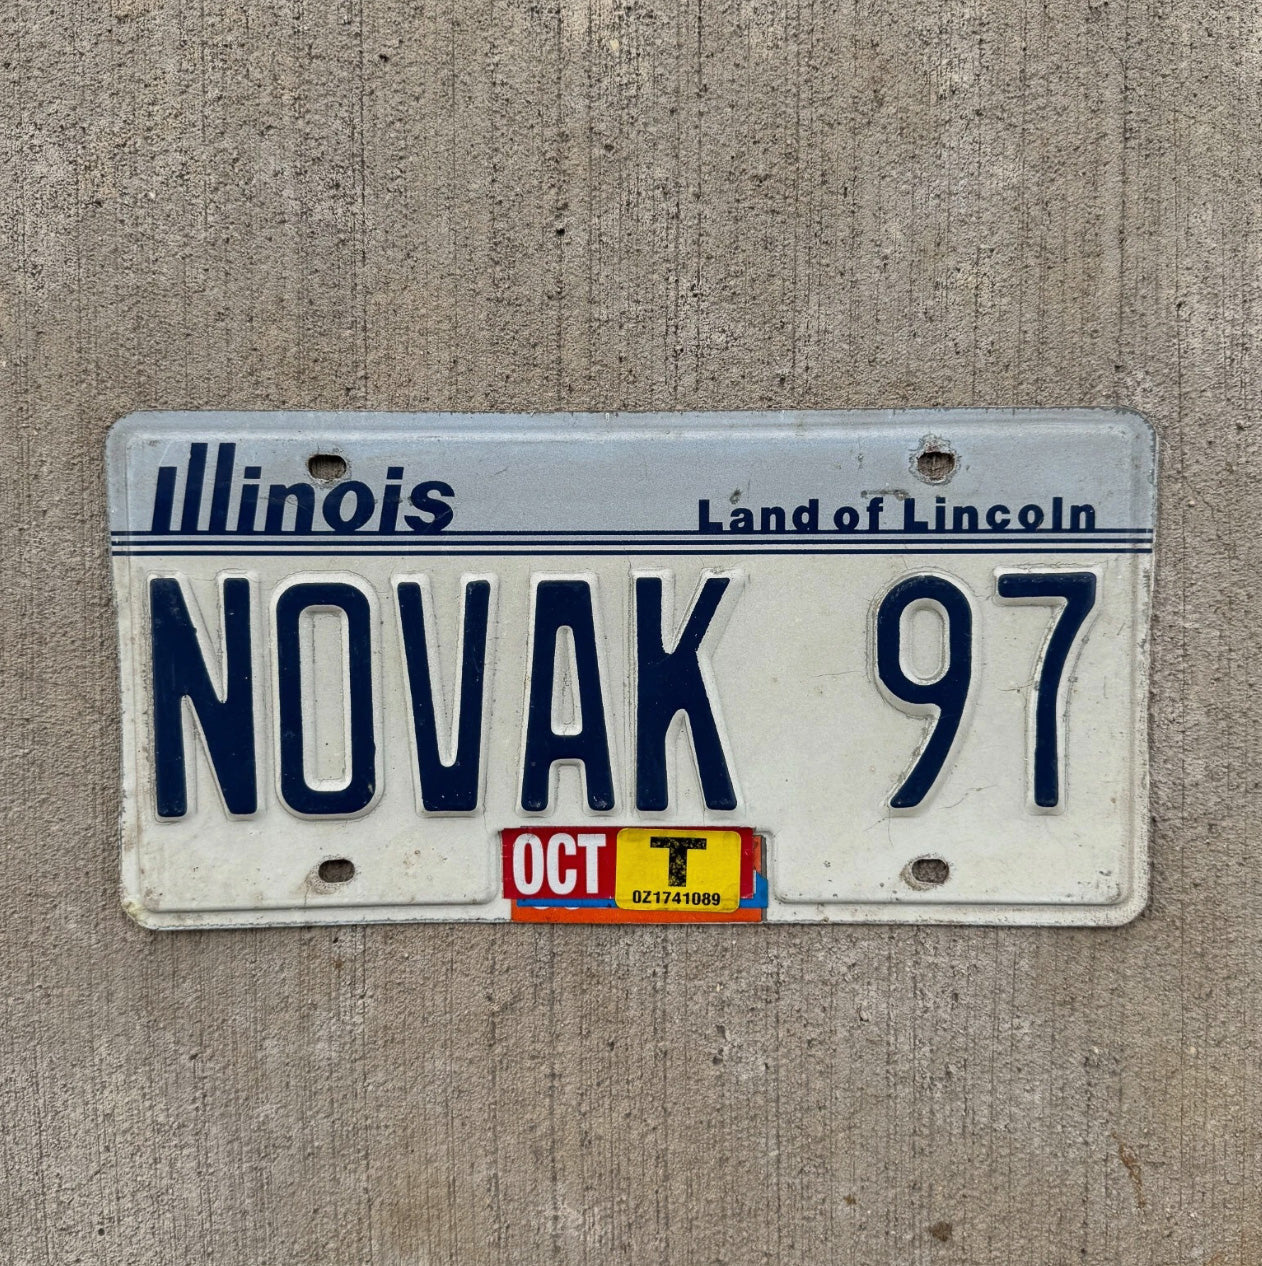 Illinois
Land of Lincoln
NOVAK 97
OCT T
0Z1741089